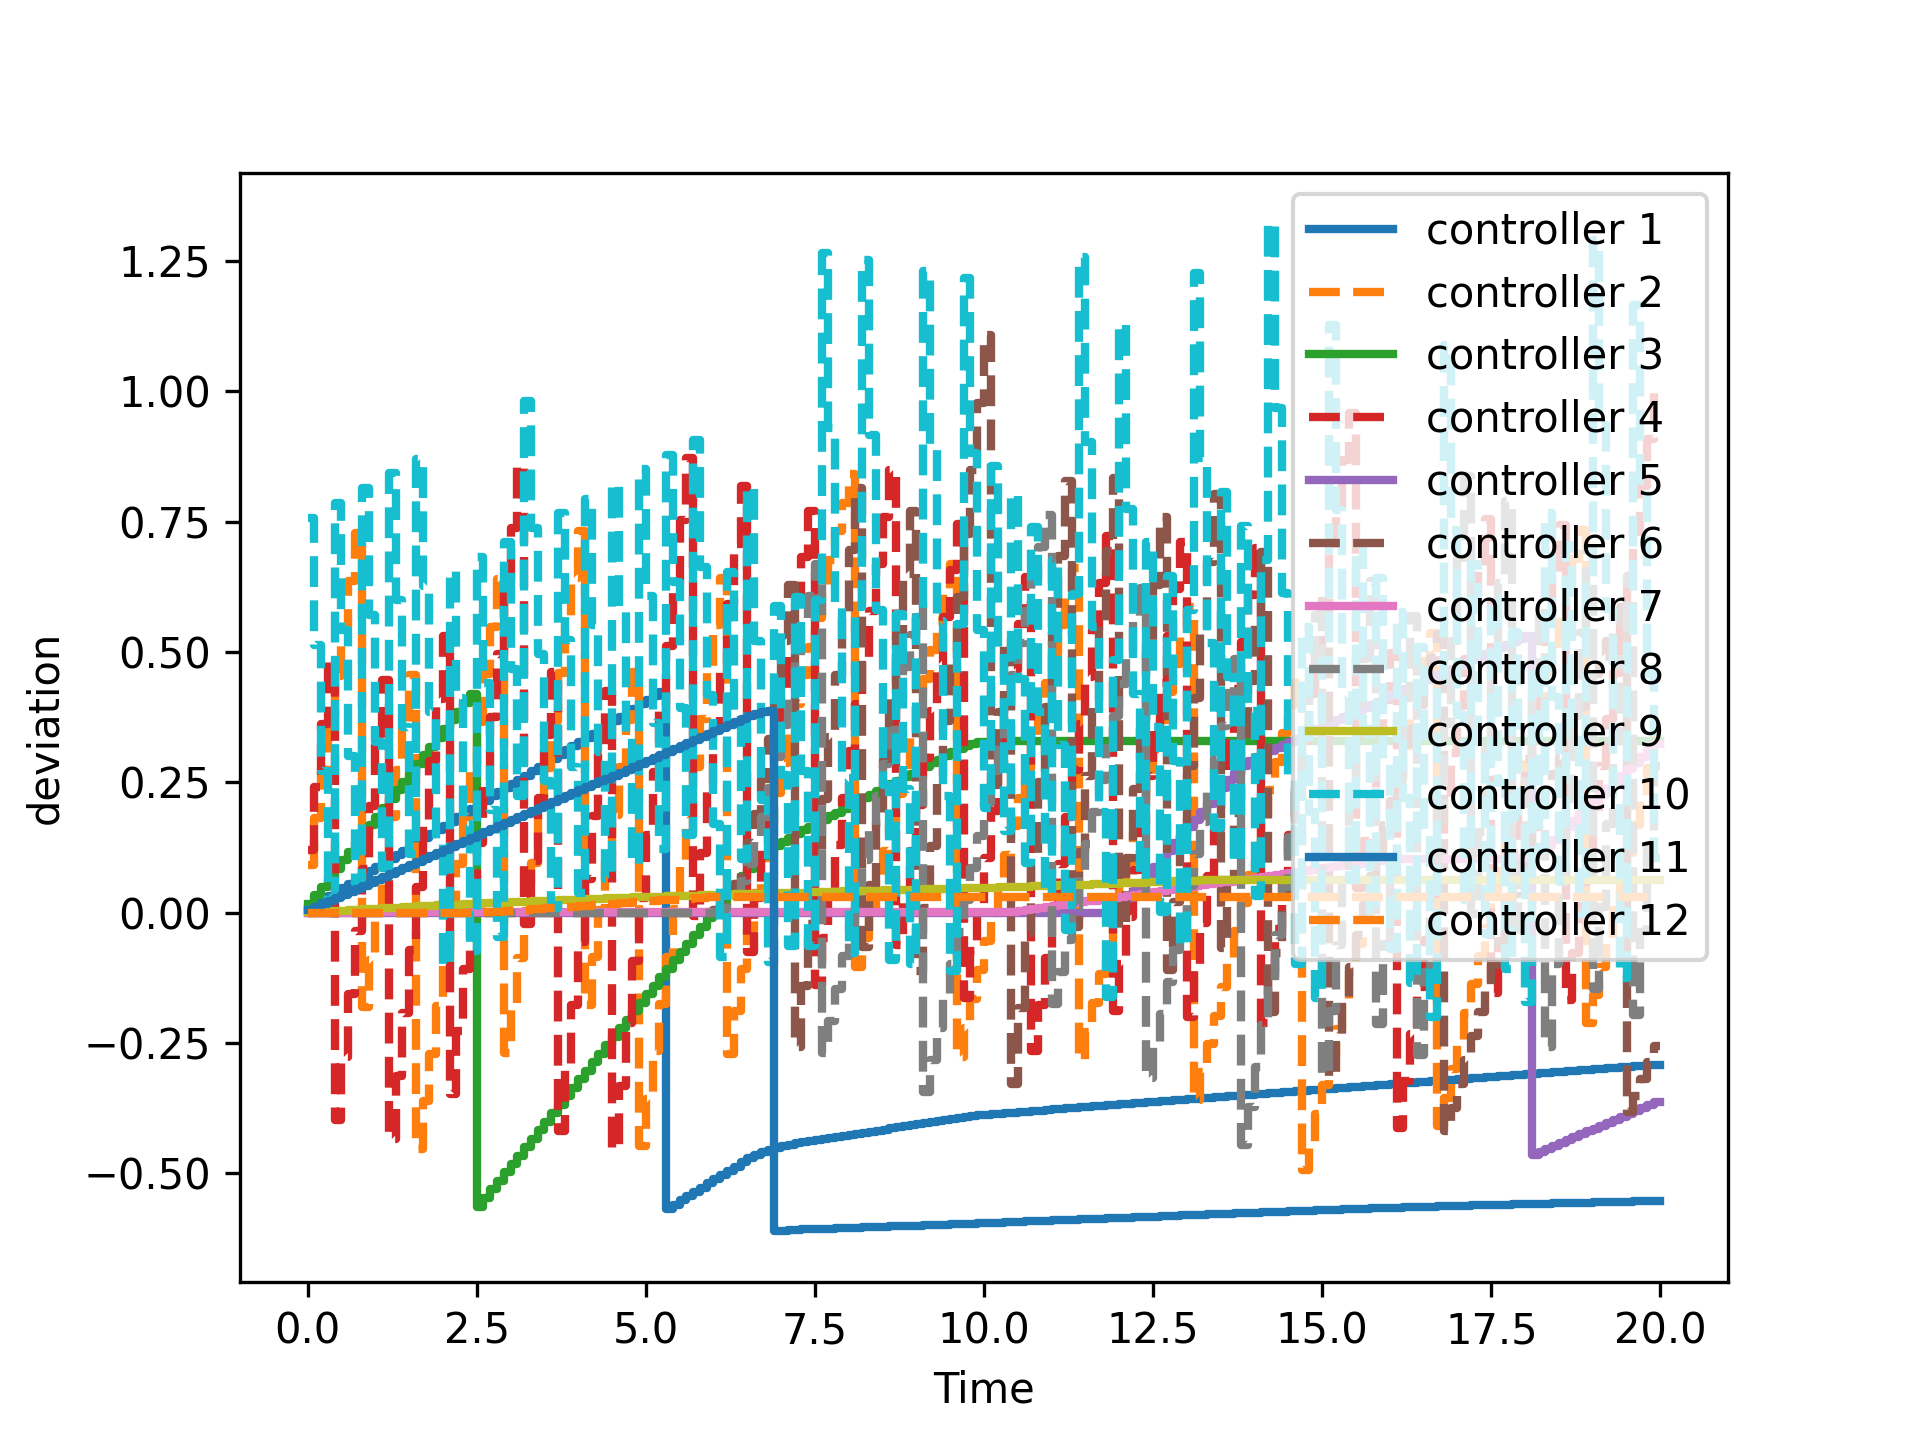 controller 1
controller 2
controller 3
controller 4
controller 5
controller 6
controller 7
controller 8
controller 9
controller 10
controller 11
controller 12
1.25
1.00
0.75
0.50
0.25
0.00
−0.25
−0.50
deviation
0.0 2.5 5.0 7.5 10.0 12.5 15.0 17.5 20.0
Time